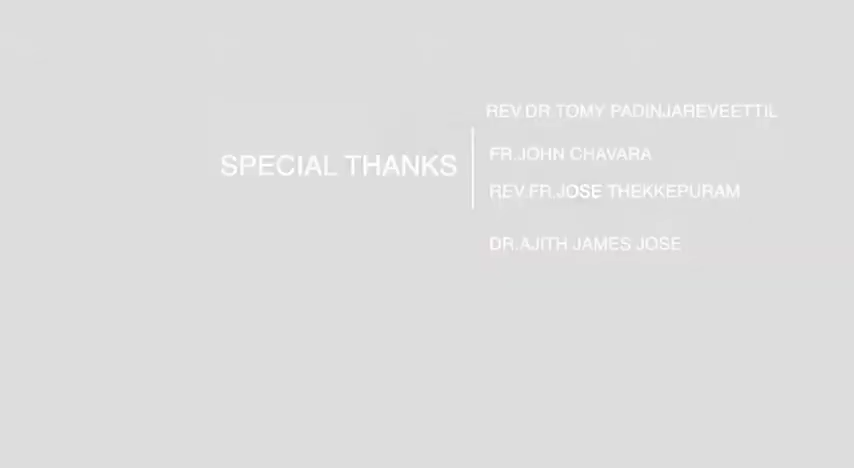 REV.DR.TOMY PADINJAREVEETTIL
FR.JOHN CHAVARA
SPECIAL THANKS
REV.FR.JOSE THEKKEPURAM
DR.AJITH JAMES JOSE